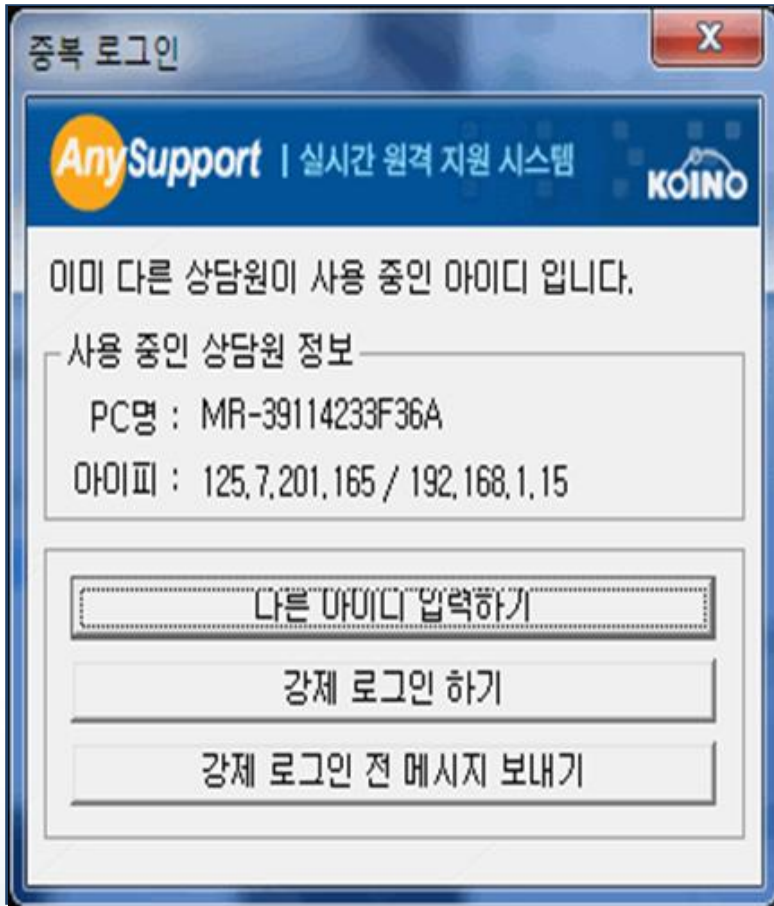 중복 로그인
AnySupport | 실시간 원격 지원 시스템
KOINO
이미 다른 상담원이 사용 중인 아이디 입니다.
사용 중인 상담원 정보
PC명 : MR-39114233F36A
아이피 : 125.7.201.165 / 192.168.1.15
다른 아이디 입력하기
강제 로그인 하기
강제 로그인 전 메시지 보내기